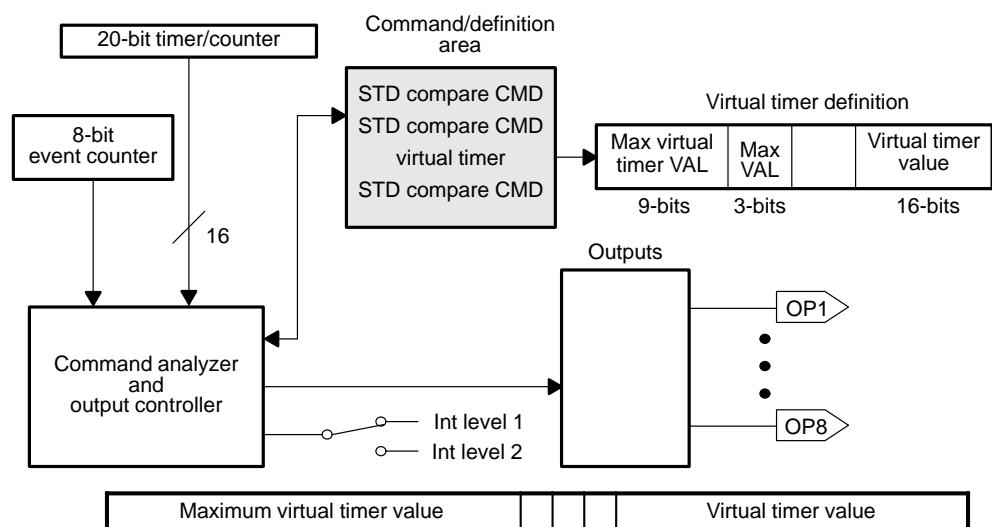 20-bit timer/counter
Command/definition
area
8-bit
event counter
STD compare CMD
STD compare CMD
virtual timer
STD compare CMD
Virtual timer definition
Max virtual
timer VAL
Max
VAL
Virtual timer
value
9-bits
3-bits
16-bits
16
Outputs
OP1
OP8
Command analyzer
and
output controller
Int level 1
Int level 2
Maximum virtual timer value
Virtual timer value